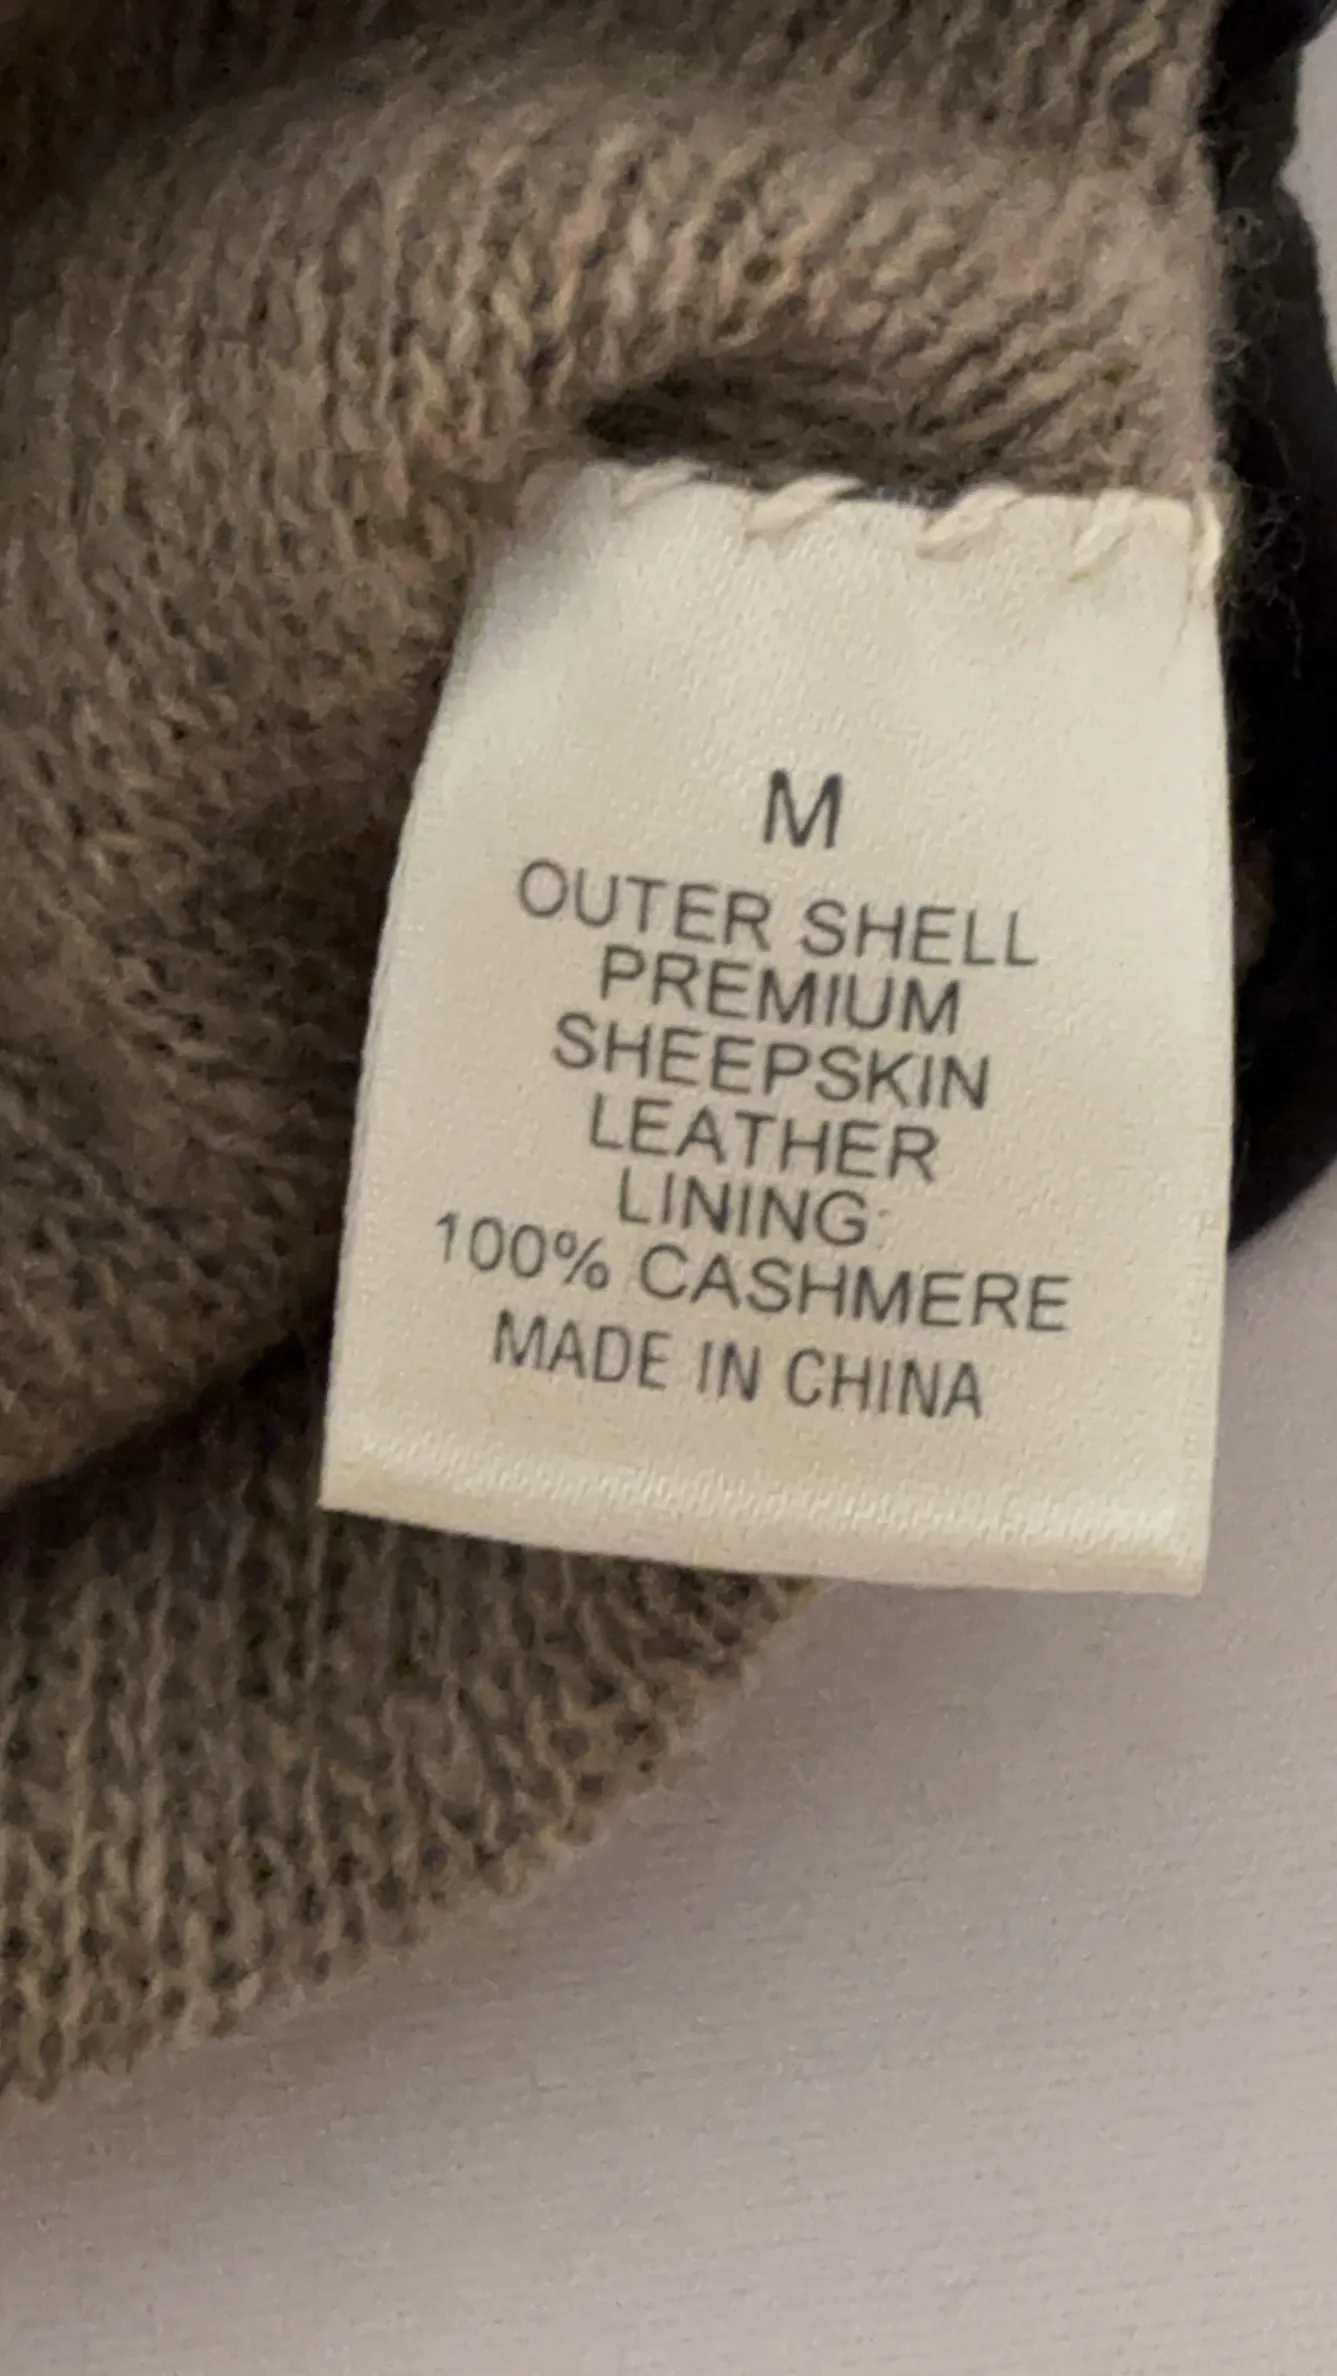 M
OUTER SHELL
PREMIUM
SHEEPSKIN
LEATHER
LINING:
100% CASHMERE
MADE IN CHINA